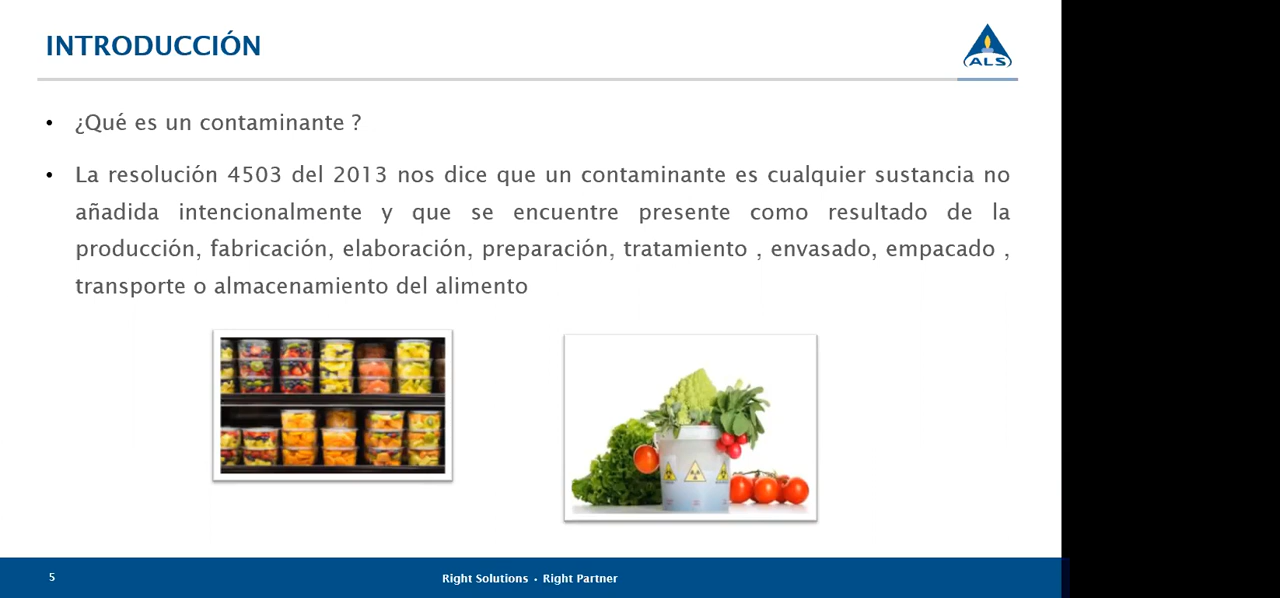 INTRODUCCIÓN
ALS
• ¿Qué es un contaminante ?
• La resolución 4503 del 2013 nos dice que un contaminante es cualquier sustancia no
añadida intencionalmente y que se encuentre presente como resultado de la
producción, fabricación, elaboración, preparación, tratamiento , envasado, empacado ,
transporte o almacenamiento del alimento
5
Right Solutions • Right Partner